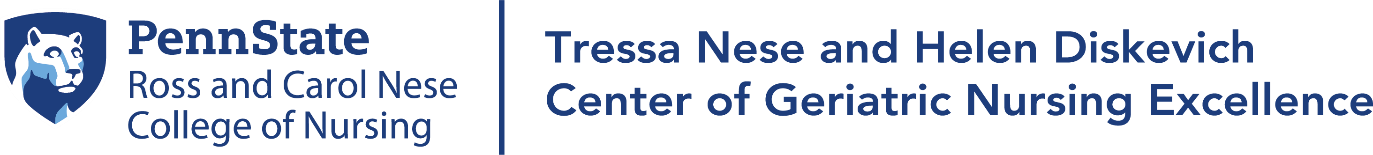 PennState
Ross and Carol Nese
College of Nursing
Tressa Nese and Helen Diskevich
Center of Geriatric Nursing Excellence